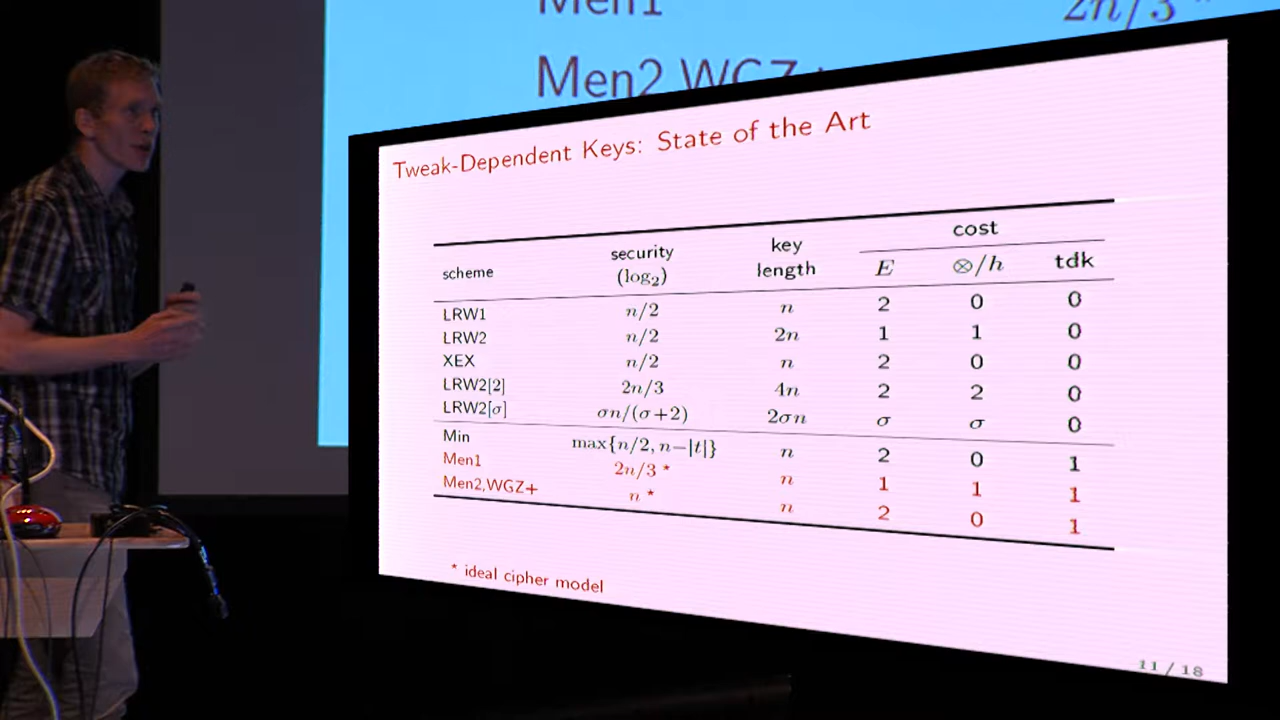 Men1 2n/3 *
Men2,WGZ+
Tweak-Dependent Keys: State of the Art
scheme security (log₂) key length cost
E ⊗/h tdk
LRW1 n/2 n 2 0 0
LRW2 n/2 2n 1 1 0
XEX n/2 n 2 0 0
LRW2[2] 2n/3 4n 2 2 0
LRW2[σ] σn/(σ+2) 2σn σ σ 0
Min max{n/2, n−|t|} n 2 0 1
Men1 2n/3 * n 1 1 1
Men2,WGZ+ n * n 2 0 1
* ideal cipher model
11 / 18